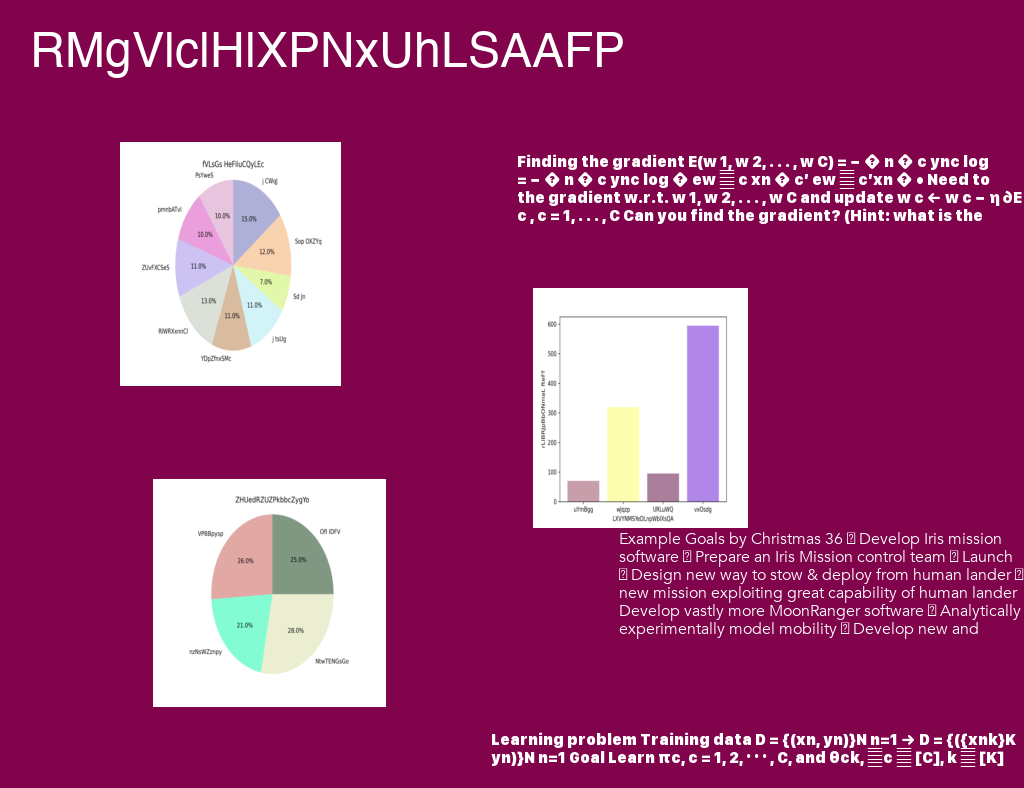 RMgVlclHlXPNxUhLSAAFP
fVLsGs HeFliuCQyLEc
PsYweS
j CWqJ
pmnbATvI
15.0%
10.0%
10.0%
12.0%
Sop OXZYq
ZUvFXCSeS
11.0%
7.0%
Sd Jn
13.0%
11.0%
11.0%
RlWRXxnnCl
j tsUg
YDpZfnxSMc
Finding the gradient E(w 1, w 2, . . . , w C) = − � n � c ync log
= − � n � c ync log � ew c xn � c′ ew c′xn � • Need to
the gradient w.r.t. w 1, w 2, . . . , w C and update w c ← w c − η ∂E
c , c = 1, . . . , C Can you find the gradient? (Hint: what is the
600
500
400
300
200
100
0
uYmBgg
wJqzp
URLuWQ
vxOsdg
LXVYNMSYeDLnpWblXsQA
ZHUedRZUZPkbbcZygYo
VPBBpysp
Ofl IDFV
26.0%
25.0%
21.0%
28.0%
nzNsWZznpy
NtwTENGsGo
Example Goals by Christmas 36 Develop Iris mission
software Prepare an Iris Mission control team Launch
Design new way to stow & deploy from human lander
new mission exploiting great capability of human lander
Develop vastly more MoonRanger software Analytically
experimentally model mobility Develop new and
Learning problem Training data D = {(xn, yn)}N n=1 → D = {({xnk}K
yn)}N n=1 Goal Learn πc, c = 1, 2, · · · , C, and θck, c [C], k [K]